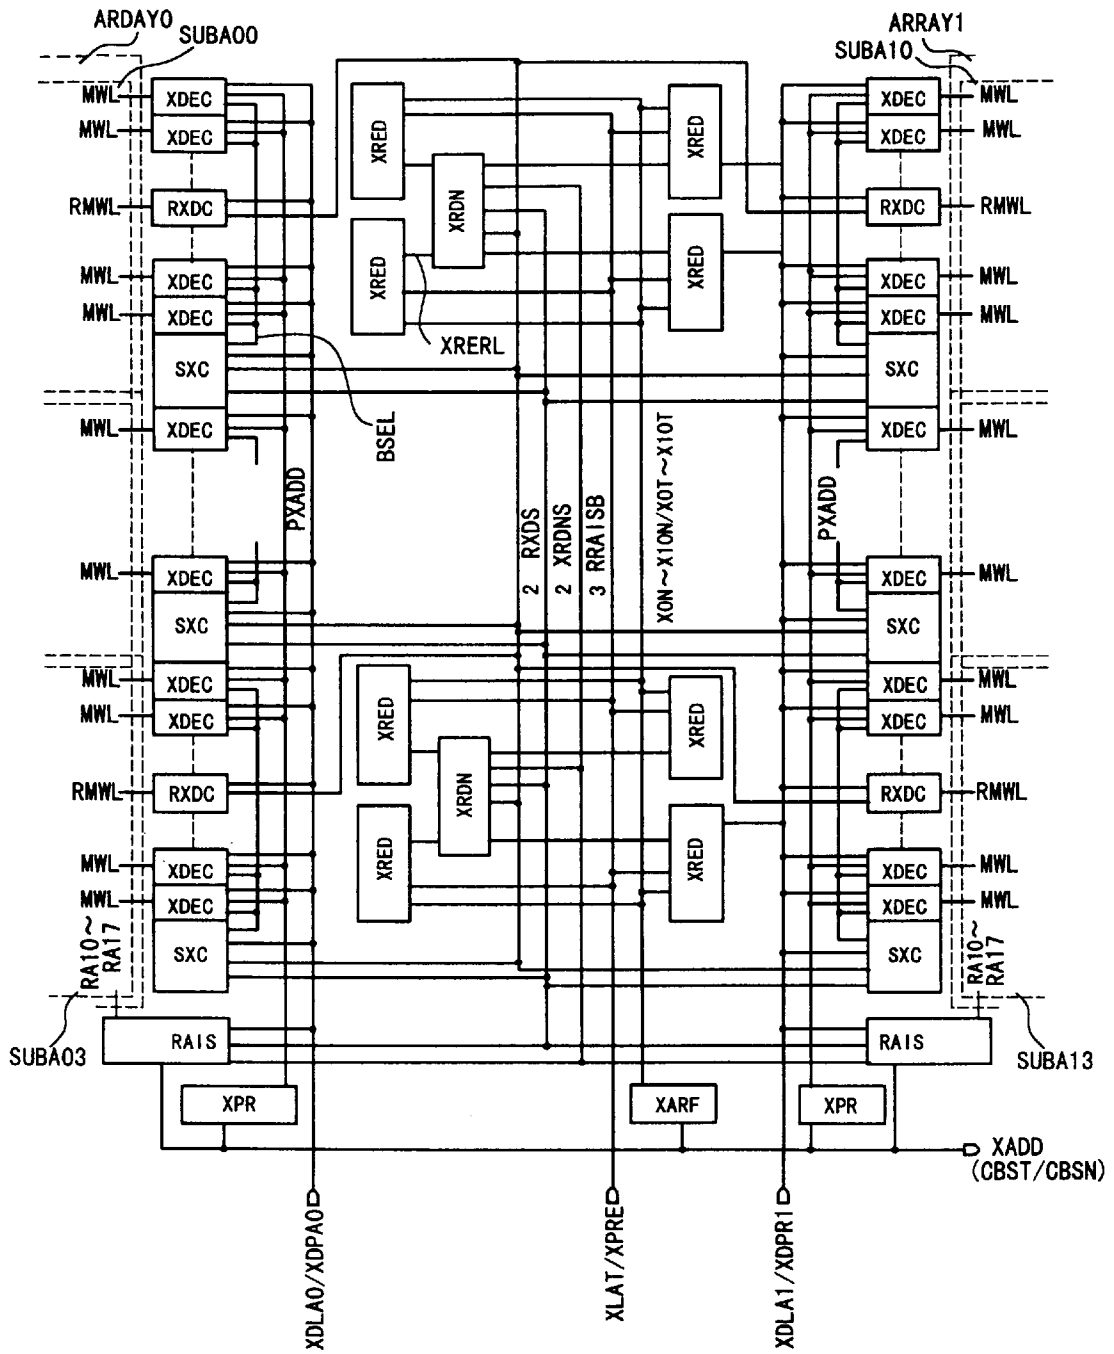 ARDAY0
SUBA00
ARRAY1
SUBA10
MWL XDEC
MWL XDEC
RMWL RXDC
MWL XDEC
MWL XDEC
SXC
MWL XDEC
MWL XDEC
SXC
MWL XDEC
MWL XDEC
RMWL RXDC
MWL XDEC
MWL XDEC
SXC
RA10~
RA17
SUBA03
RAIS
XPR
BSEL
PXADD
XRED
XRED
XRDN
XRED
XRED
XRERL
2 RXDS
2 XRDNS
3 RRAISB
X0N~X10N/X0T~X10T
XRED
XRED
XRDN
XRED
XRED
XARF
PXADD
XDEC MWL
XDEC MWL
RXDC RMWL
XDEC MWL
XDEC MWL
SXC
XDEC MWL
XDEC MWL
SXC
XDEC MWL
XDEC MWL
RXDC RMWL
XDEC MWL
XDEC MWL
SXC
RA10~
RA17
SUBA13
RAIS
XPR
XADD
(CBST/CBSN)
XDLA0/XDPA0
XLAT/XPRE
XDLA1/XDPR1